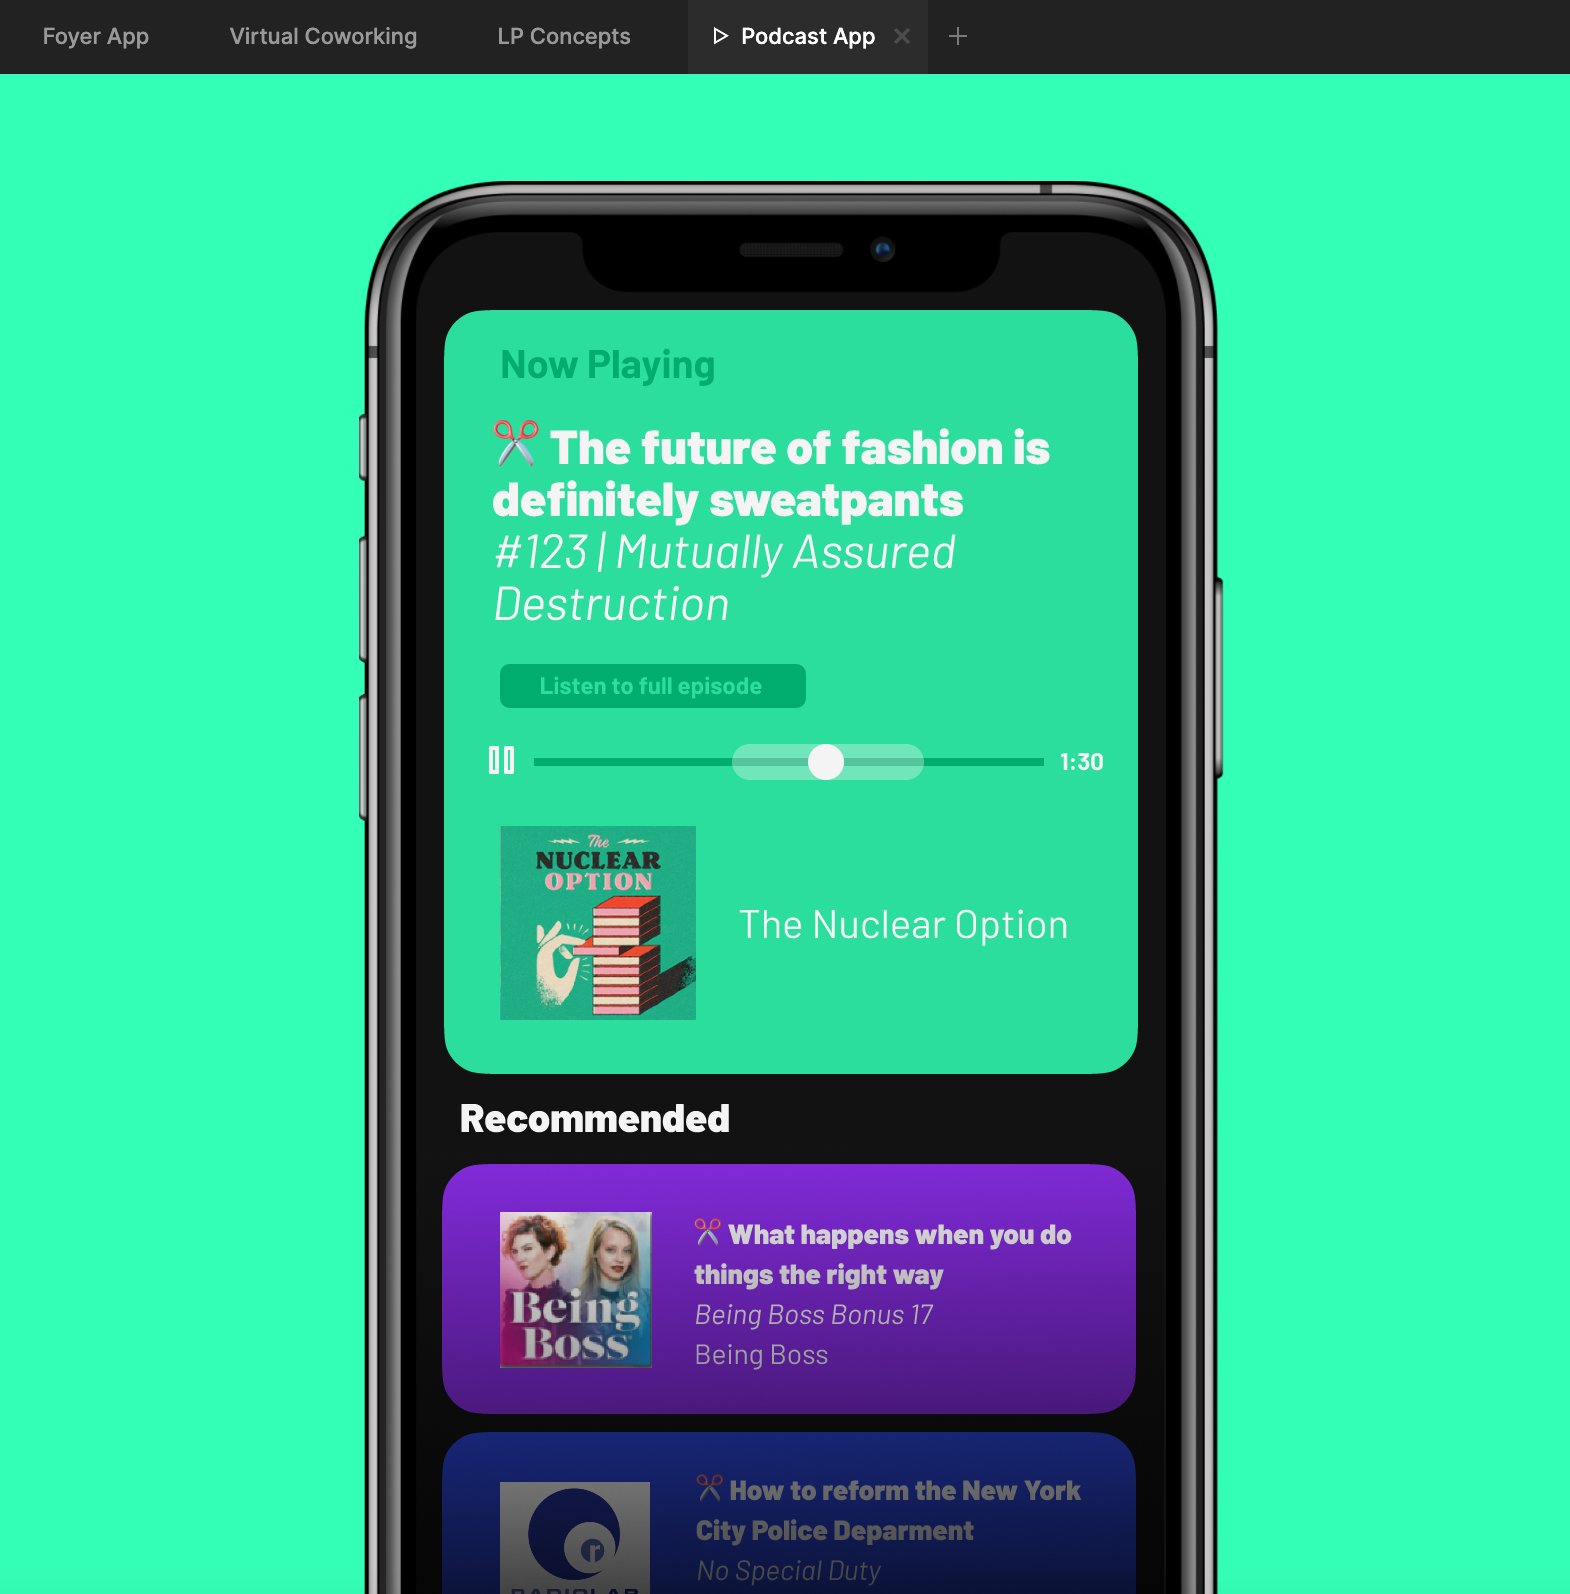 Foyer App
Virtual Coworking
LP Concepts
Podcast App
Now Playing
The future of fashion is
definitely sweatpants
#123 | Mutually Assured
Destruction
Listen to full episode
1:30
The
NUCLEAR
OPTION
The Nuclear Option
Recommended
Being
Boss
What happens when you do
things the right way
Being Boss Bonus 17
Being Boss
r
RADIOLAB
How to reform the New York
City Police Deparment
No Special Duty